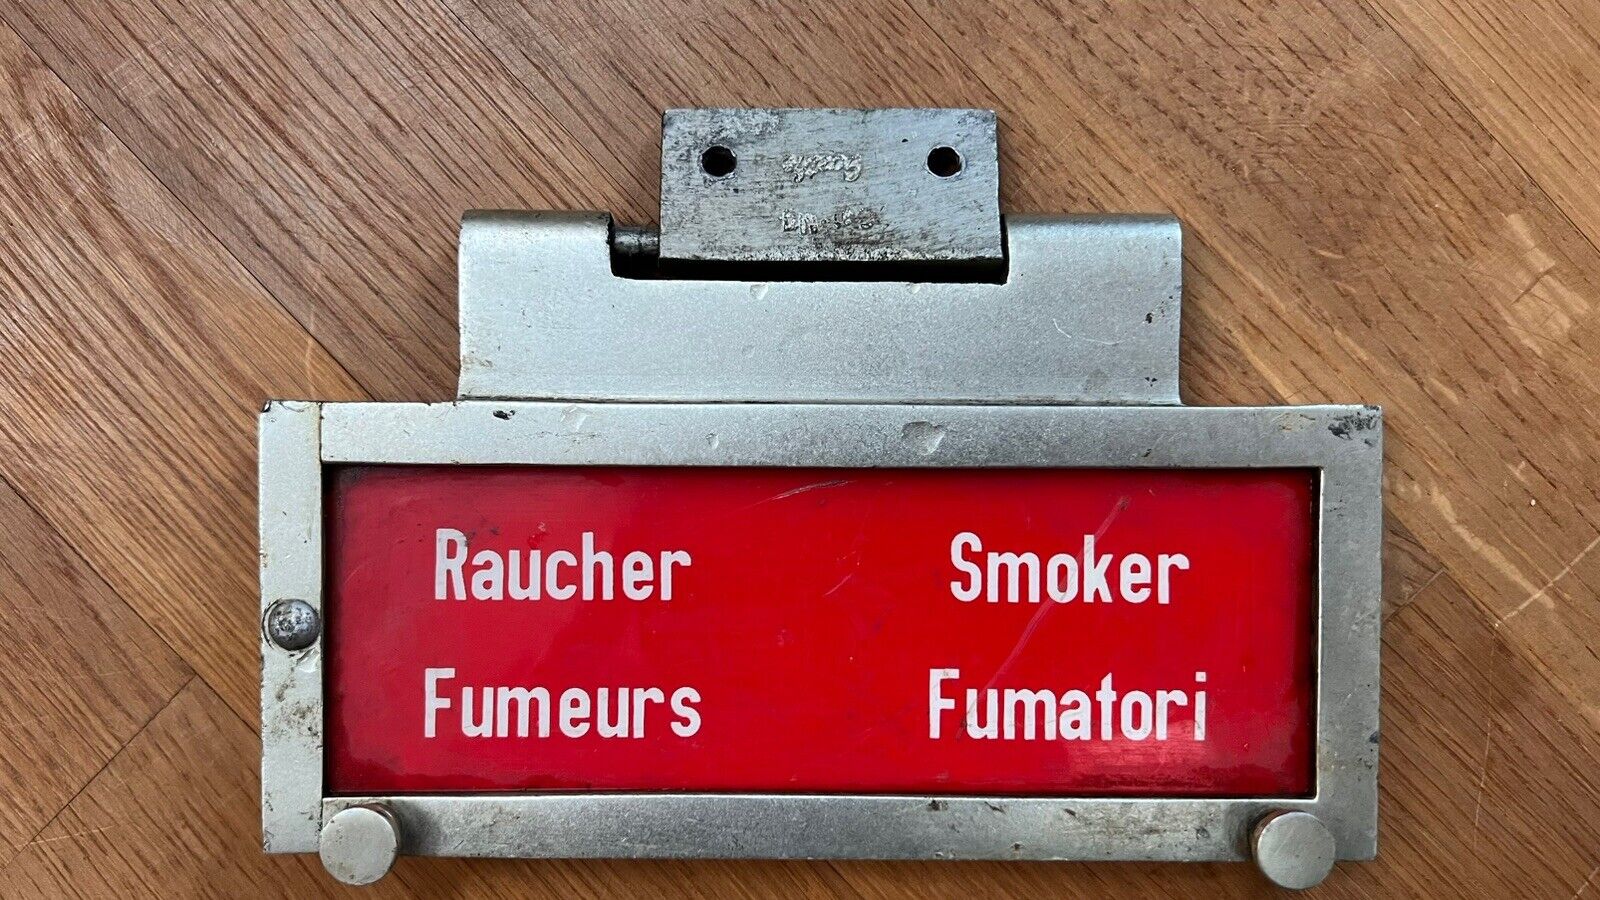 Raucher Smoker
Fumeurs Fumatori